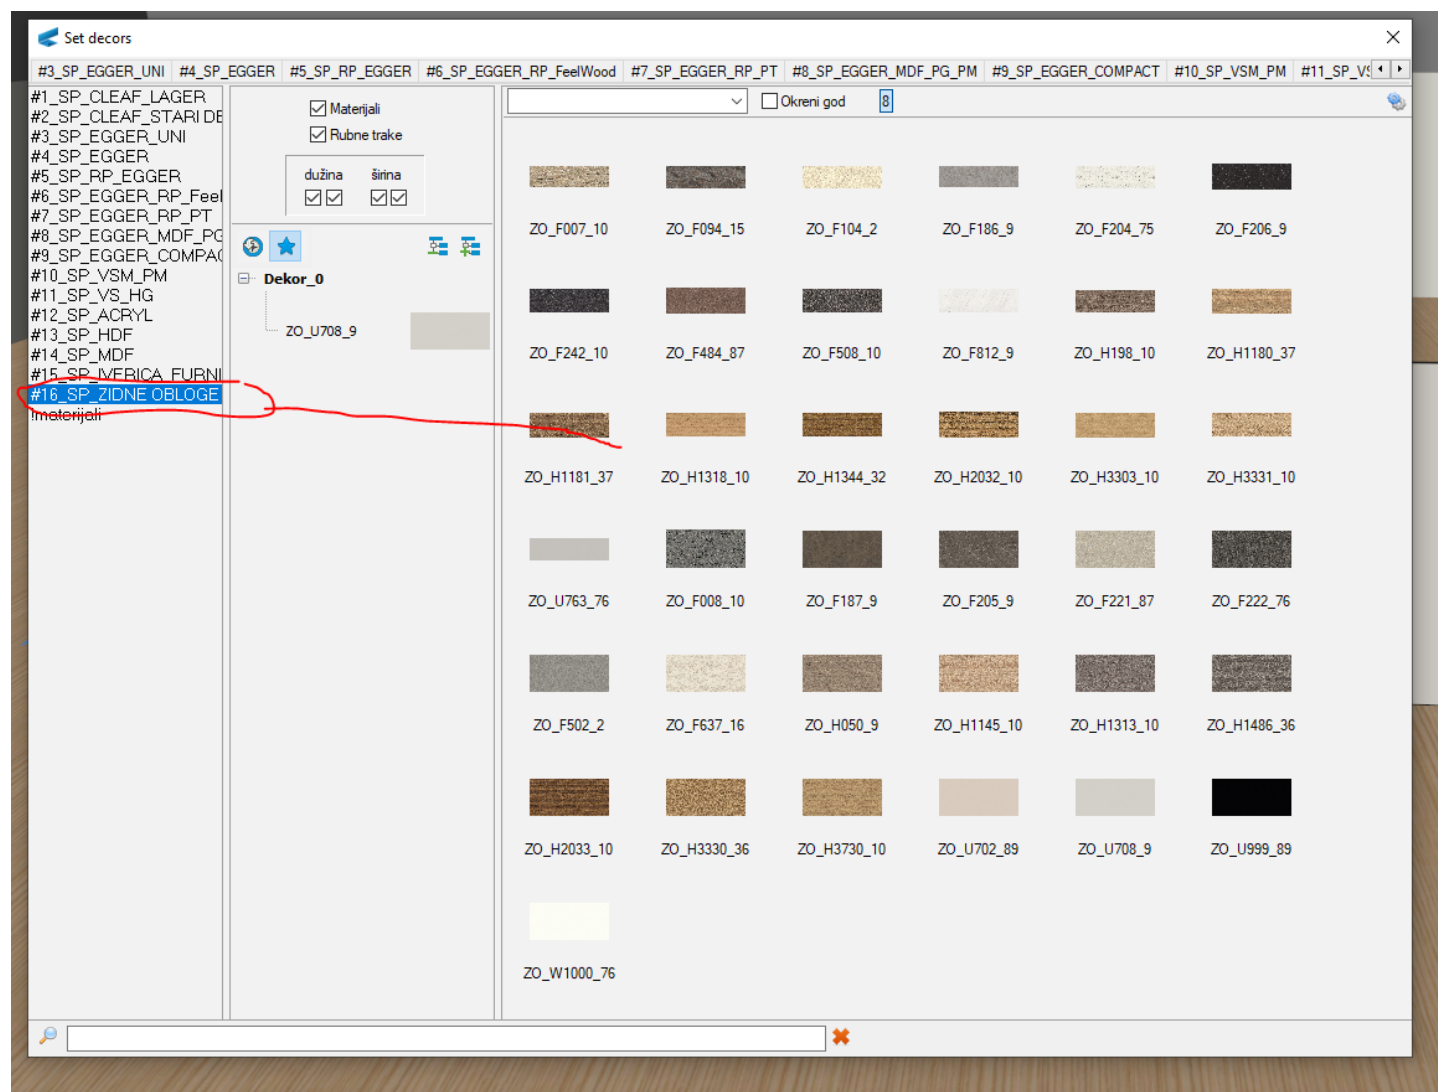 Set decors
#3_SP_EGGER_UNI #4_SP_EGGER #5_SP_RP_EGGER #6_SP_EGGER_RP_FeelWood #7_SP_EGGER_RP_PT #8_SP_EGGER_MDF_PG_PM #9_SP_EGGER_COMPACT #10_SP_VSM_PM #11_SP_VS
#1_SP_CLEAF_LAGER
#2_SP_CLEAF_STARI DE
#3_SP_EGGER_UNI
#4_SP_EGGER
#5_SP_RP_EGGER
#6_SP_EGGER_RP_Feel
#7_SP_EGGER_RP_PT
#8_SP_EGGER_MDF_PG
#9_SP_EGGER_COMPAC
#10_SP_VSM_PM
#11_SP_VS_HG
#12_SP_ACRYL
#13_SP_HDF
#14_SP_MDF
#15_SP_IVERICA_FURNI
#16_SP_ZIDNE OBLOGE
!materijali
Materijali
Rubne trake
dužina širina
Dekor_0
ZO_U708_9
Okreni god 8
ZO_F007_10 ZO_F094_15 ZO_F104_2 ZO_F186_9 ZO_F204_75 ZO_F206_9
ZO_F242_10 ZO_F484_87 ZO_F508_10 ZO_F812_9 ZO_H198_10 ZO_H1180_37
ZO_H1181_37 ZO_H1318_10 ZO_H1344_32 ZO_H2032_10 ZO_H3303_10 ZO_H3331_10
ZO_U763_76 ZO_F008_10 ZO_F187_9 ZO_F205_9 ZO_F221_87 ZO_F222_76
ZO_F502_2 ZO_F637_16 ZO_H050_9 ZO_H1145_10 ZO_H1313_10 ZO_H1486_36
ZO_H2033_10 ZO_H3330_36 ZO_H3730_10 ZO_U702_89 ZO_U708_9 ZO_U999_89
ZO_W1000_76